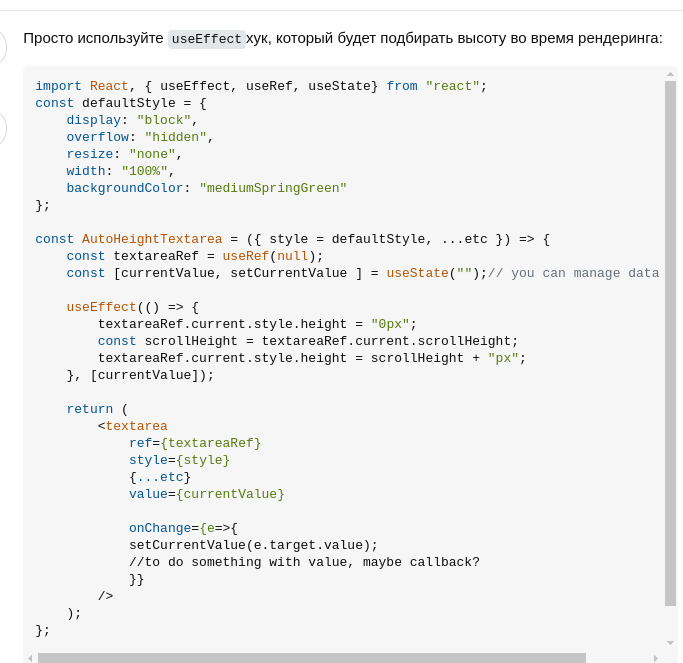 Просто используйте useEffect хук, который будет подбирать высоту во время рендеринга:
import React, { useEffect, useRef, useState} from "react";
const defaultStyle = {
    display: "block",
    overflow: "hidden",
    resize: "none",
    width: "100%",
    backgroundColor: "mediumSpringGreen"
};

const AutoHeightTextarea = ({ style = defaultStyle, ...etc }) => {
    const textareaRef = useRef(null);
    const [currentValue, setCurrentValue ] = useState("");// you can manage data

    useEffect(() => {
        textareaRef.current.style.height = "0px";
        const scrollHeight = textareaRef.current.scrollHeight;
        textareaRef.current.style.height = scrollHeight + "px";
    }, [currentValue]);

    return (
        <textarea
            ref={textareaRef}
            style={style}
            {...etc}
            value={currentValue}

            onChange={e=>{
            setCurrentValue(e.target.value);
            //to do something with value, maybe callback?
            }}
        />
    );
};